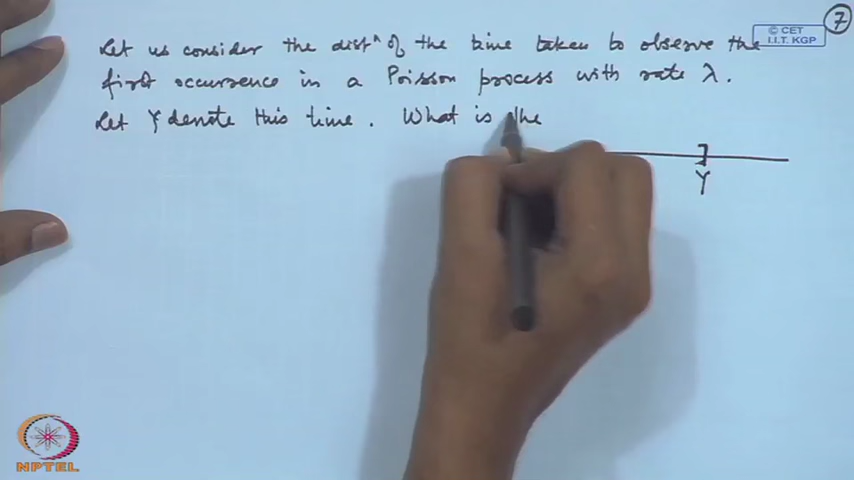 7
© CET
I.I.T. KGP
Let us consider the distⁿ of the time taken to observe the
first occurrence in a Poisson process with rate λ.
Let Y denote this time. What is the
Y
NPTEL